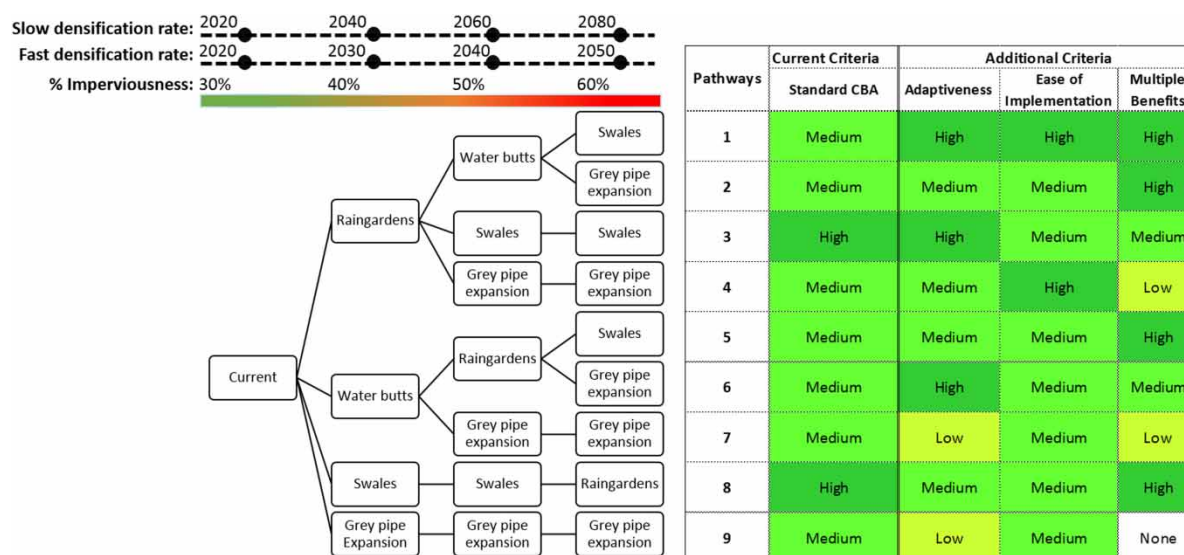 Slow densification rate: 2020 2040 2060 2080
Fast densification rate: 2020 2030 2040 2050
% Imperviousness: 30% 40% 50% 60%
Current
Raingardens
Water butts
Swales
Grey pipe
expansion
Swales
Swales
Grey pipe
expansion
Grey pipe
expansion
Water butts
Raingardens
Swales
Grey pipe
expansion
Grey pipe
expansion
Grey pipe
expansion
Swales
Swales
Raingardens
Grey pipe
Expansion
Grey pipe
expansion
Grey pipe
expansion
Pathways
Current Criteria
Additional Criteria
Standard CBA
Adaptiveness
Ease of
Implementation
Multiple
Benefits
1 Medium High High High
2 Medium Medium Medium High
3 High High Medium Medium
4 Medium Medium High Low
5 Medium Medium Medium High
6 Medium High Medium Medium
7 Medium Low Medium Low
8 High Medium Medium High
9 Medium Low Medium None